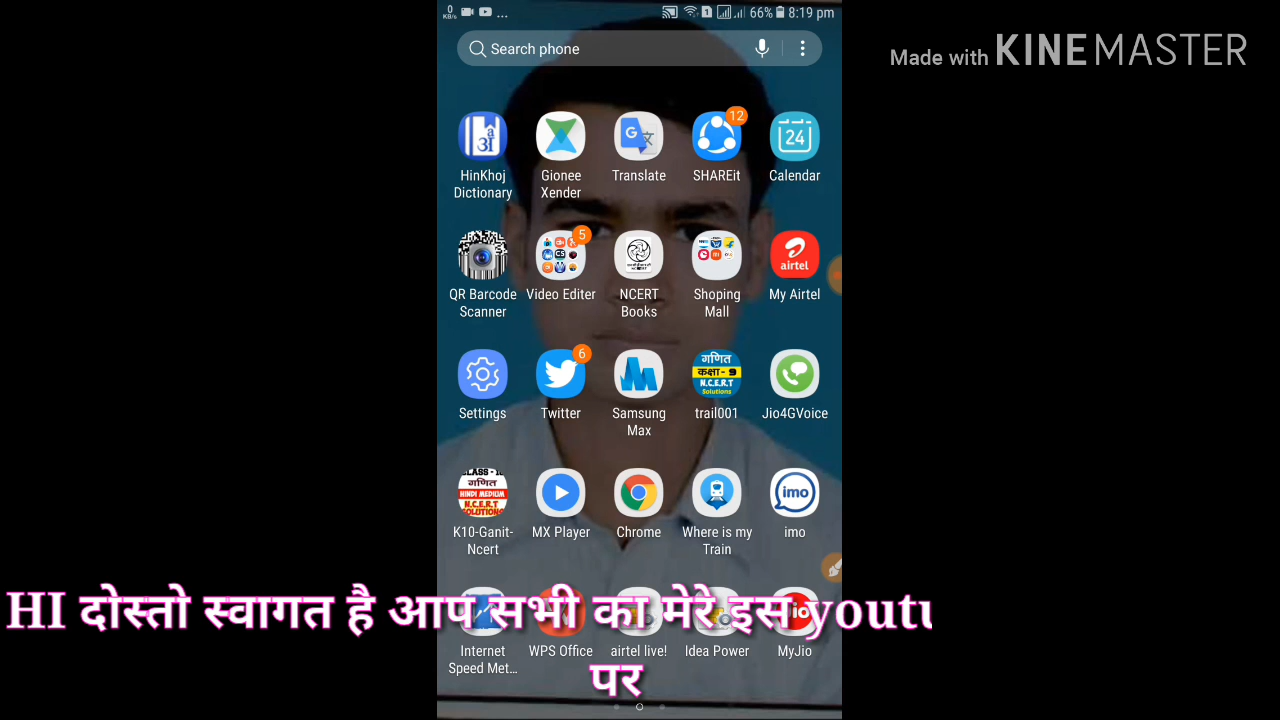 0
KB/s
... 1 66% 8:19 pm
Made with KINEMASTER
Search phone
HinKhoj
Dictionary
Gionee
Xender
Translate
12
SHAREit
24
Calendar
QR Barcode
Scanner
5
Video Editer
NCERT
Books
Shoping
Mall
airtel
My Airtel
Settings
6
Twitter
Samsung
Max
गणित
कक्षा - 9
N.C.E.R.T
Solutions
trail001
Jio4GVoice
गणित
HINDI MEDIUM
N.C.E.R.T
SOLUTIONS
K10-Ganit-
Ncert
MX Player
Chrome
Where is my
Train
imo
imo
HI दोस्तो स्वागत है आप सभी का मेरे इस youtu
पर
Internet
Speed Met...
WPS Office
airtel live!
Idea Power
MyJio